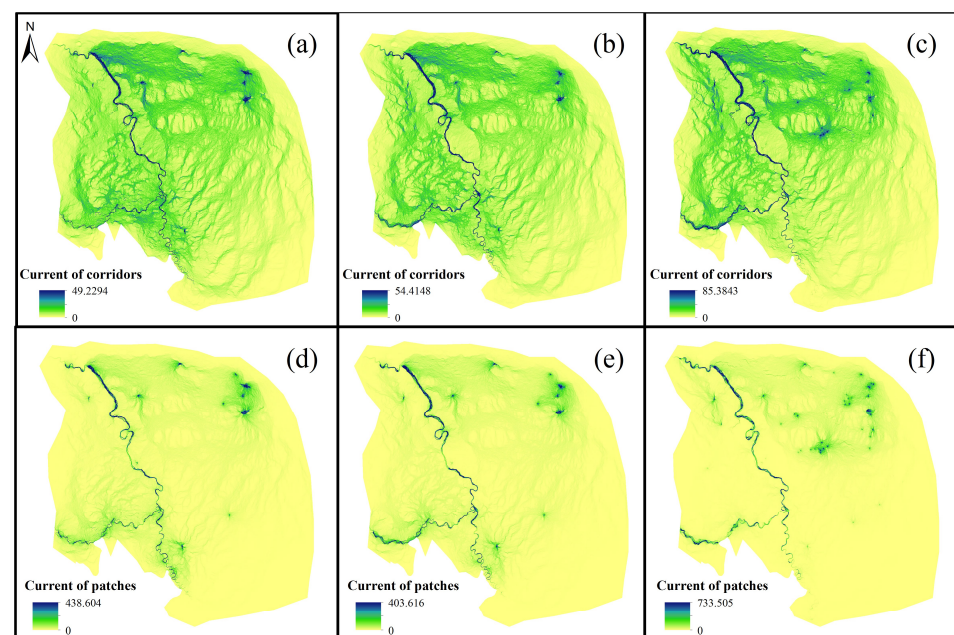 N
(a)
(b)
(c)
Current of corridors
49.2294
0
Current of corridors
54.4148
0
Current of corridors
85.3843
0
(d)
(e)
(f)
Current of patches
438.604
0
Current of patches
403.616
0
Current of patches
733.505
0